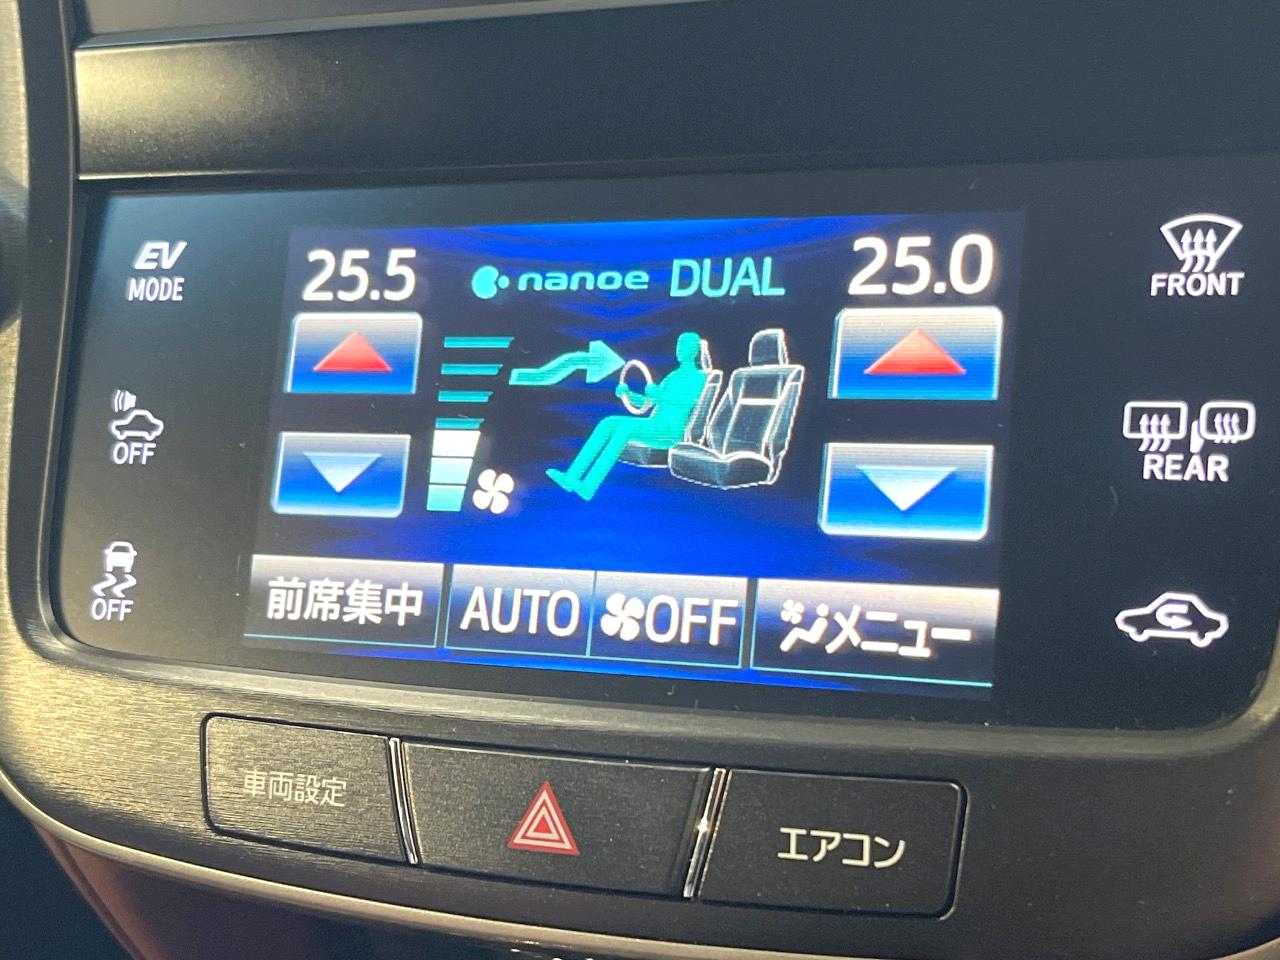 EV
MODE
OFF
OFF
25.5
nanoe DUAL
25.0
前席集中
AUTO
OFF
メニュー
FRONT
REAR
車両設定
エアコン